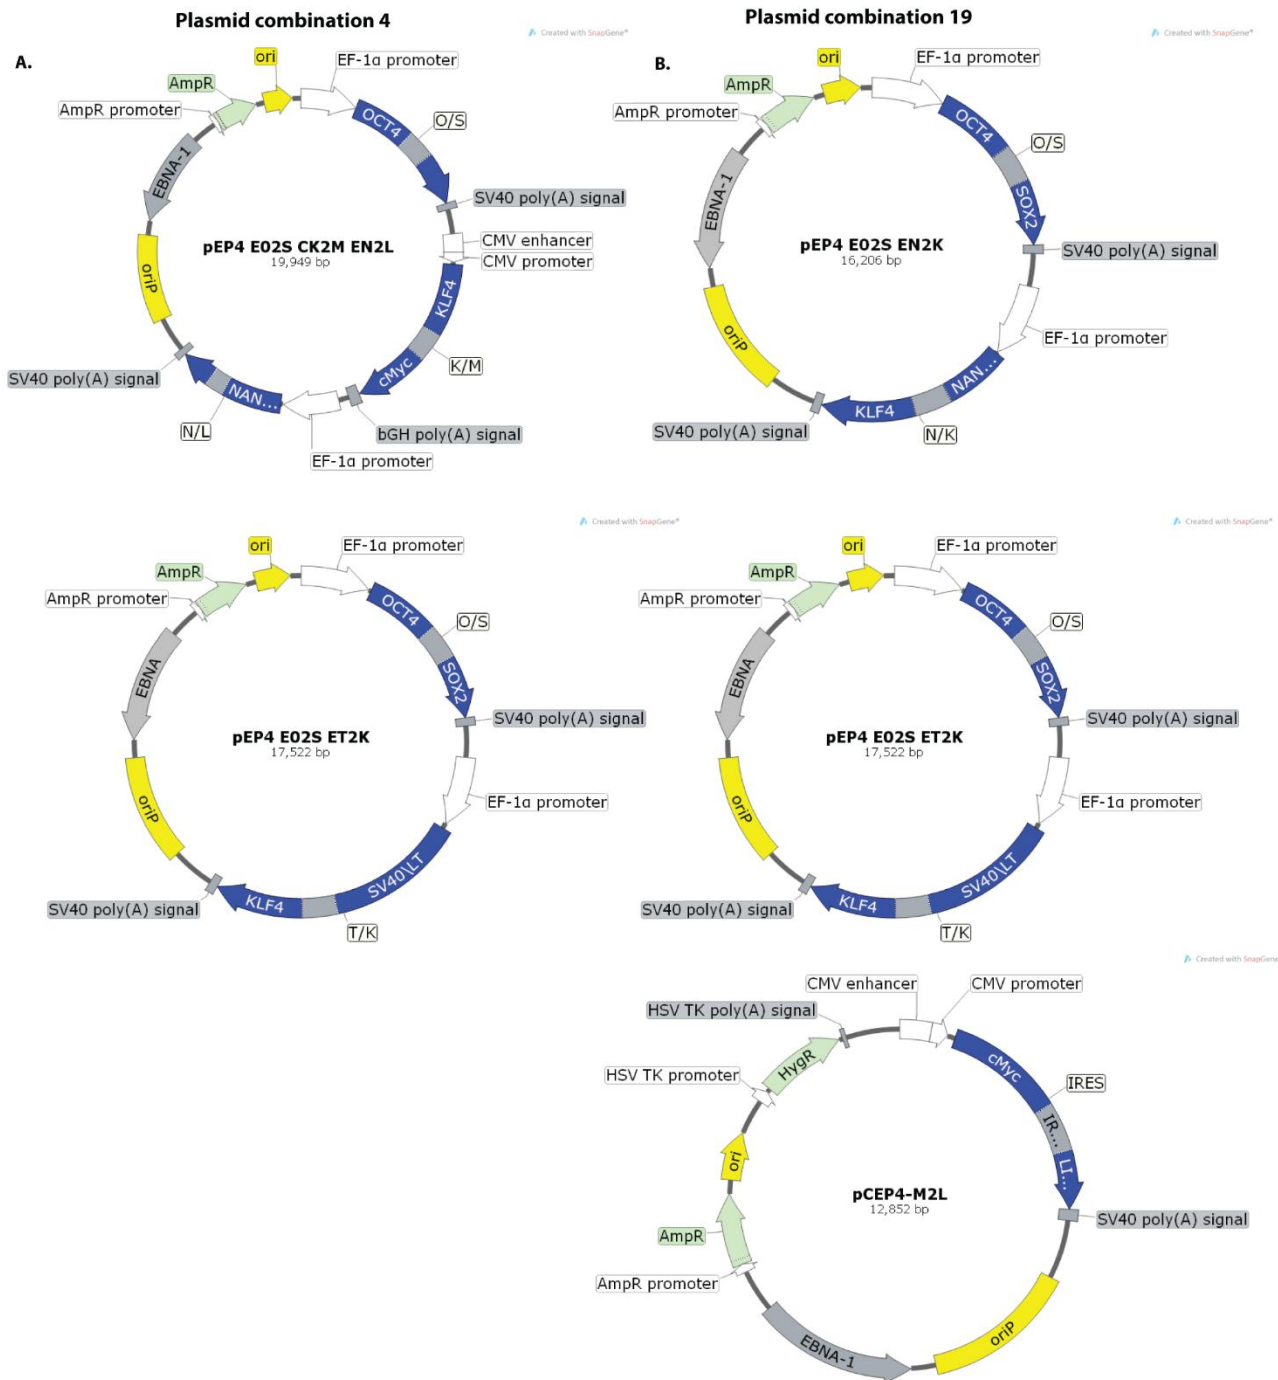 Plasmid combination 4
Plasmid combination 19
Created with SnapGene®
Created with SnapGene®
A.
B.
ori
EF-1α promoter
AmpR
AmpR promoter
OCT4
O/S
EBNA-1
SV40 poly(A) signal
CMV enhancer
CMV promoter
pEP4 E02S CK2M EN2L
19,949 bp
oriP
KLF4
K/M
cMyc
SV40 poly(A) signal
NAN...
N/L
bGH poly(A) signal
EF-1α promoter
ori
EF-1α promoter
AmpR
AmpR promoter
OCT4
O/S
SOX2
EBNA-1
SV40 poly(A) signal
pEP4 E02S EN2K
16,206 bp
oriP
EF-1α promoter
NAN...
KLF4
N/K
SV40 poly(A) signal
Created with SnapGene®
Created with SnapGene®
ori
EF-1α promoter
AmpR
AmpR promoter
OCT4
O/S
SOX2
EBNA
SV40 poly(A) signal
pEP4 E02S ET2K
17,522 bp
oriP
EF-1α promoter
SV40\LT
KLF4
T/K
SV40 poly(A) signal
ori
EF-1α promoter
AmpR
AmpR promoter
OCT4
O/S
SOX2
EBNA
SV40 poly(A) signal
pEP4 E02S ET2K
17,522 bp
oriP
EF-1α promoter
SV40\LT
KLF4
T/K
SV40 poly(A) signal
Created with SnapGene®
CMV enhancer
CMV promoter
HSV TK poly(A) signal
HygR
HSV TK promoter
cMyc
IRES
IR...
LI...
ori
pCEP4-M2L
12,852 bp
SV40 poly(A) signal
AmpR
AmpR promoter
EBNA-1
oriP